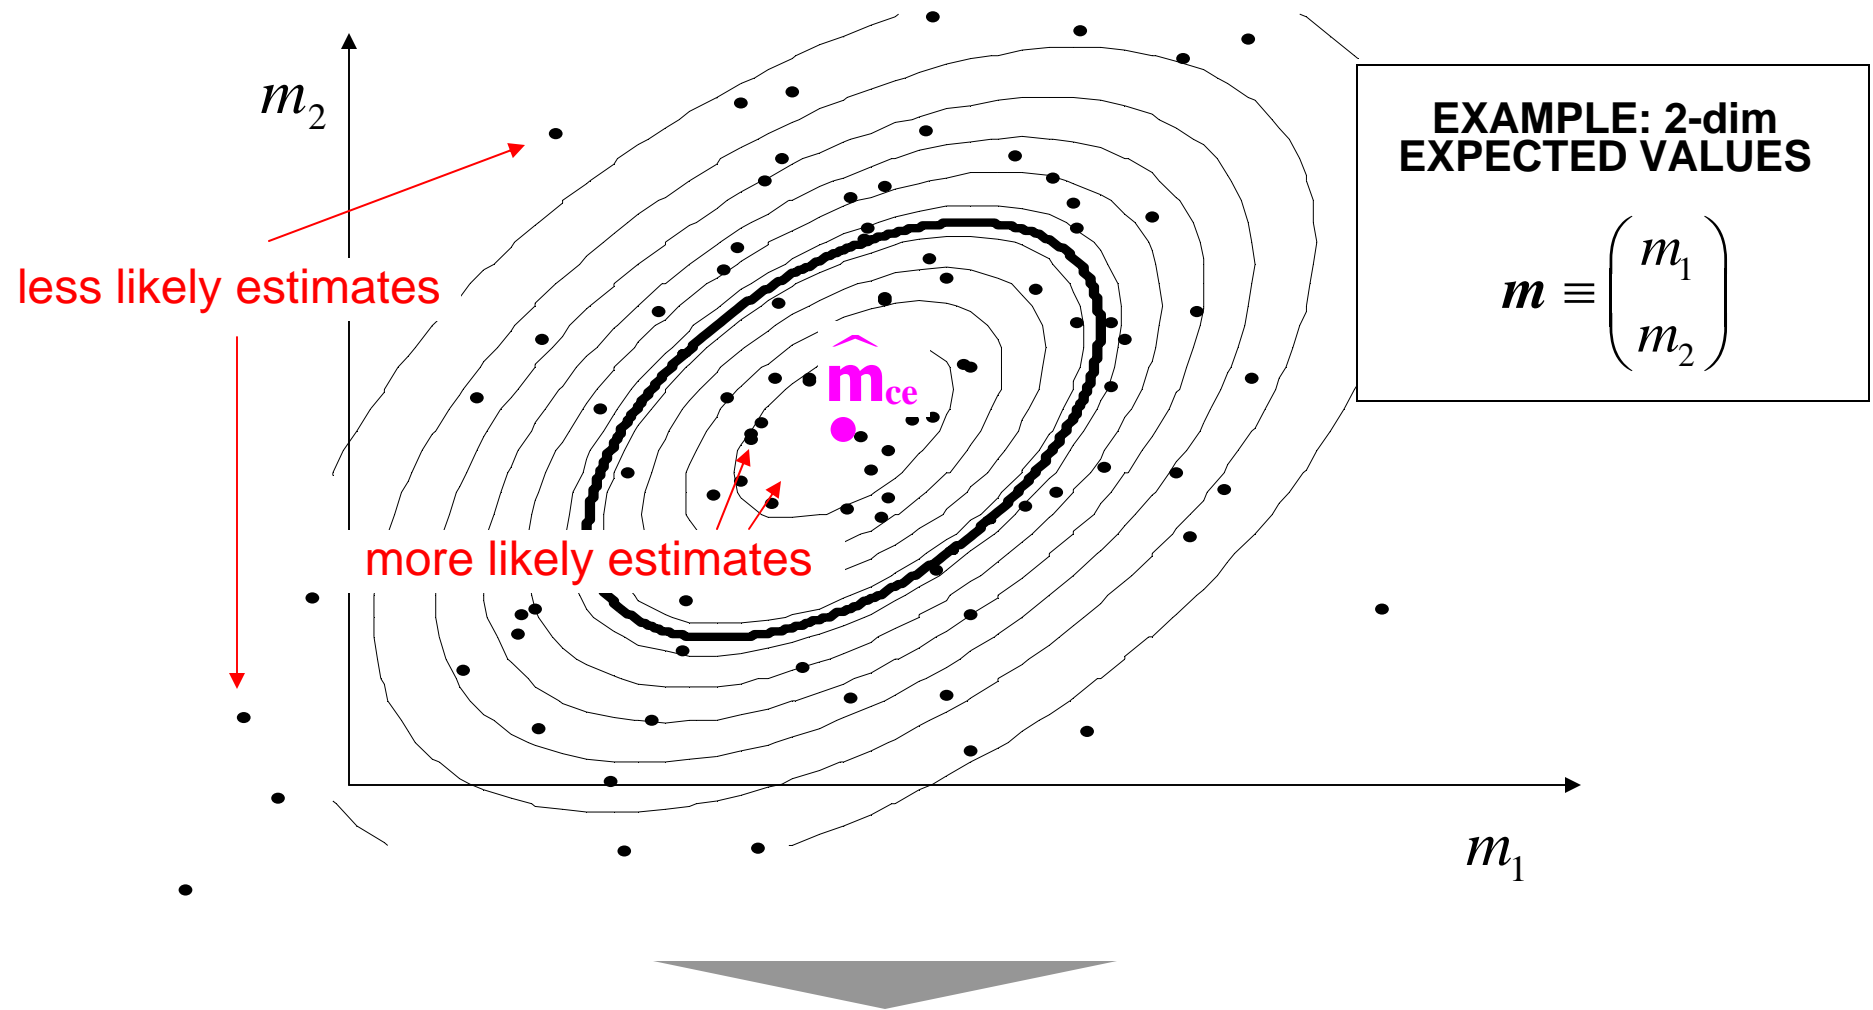 m₂
EXAMPLE: 2-dim
EXPECTED VALUES
m ≡ ( m₁
m₂ )
less likely estimates
m̂ce
more likely estimates
m₁